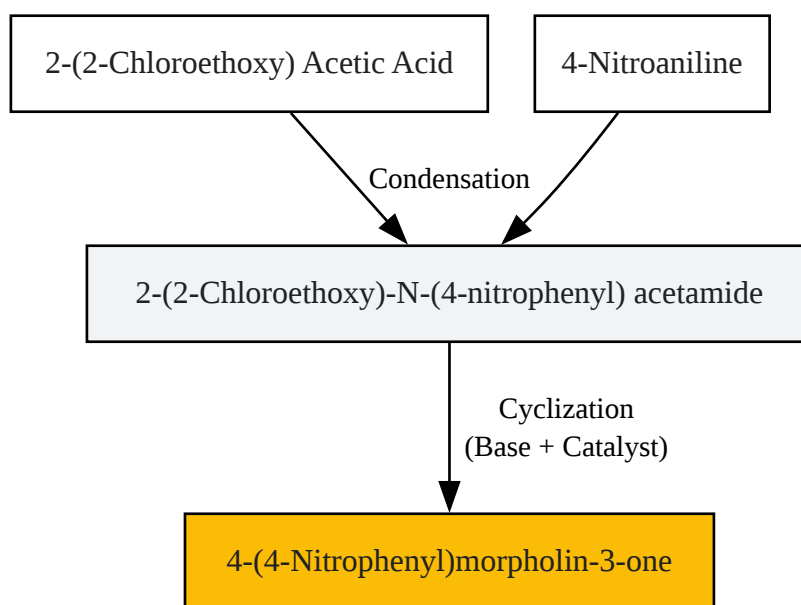 2-(2-Chloroethoxy) Acetic Acid
4-Nitroaniline
Condensation
2-(2-Chloroethoxy)-N-(4-nitrophenyl) acetamide
Cyclization
(Base + Catalyst)
4-(4-Nitrophenyl)morpholin-3-one